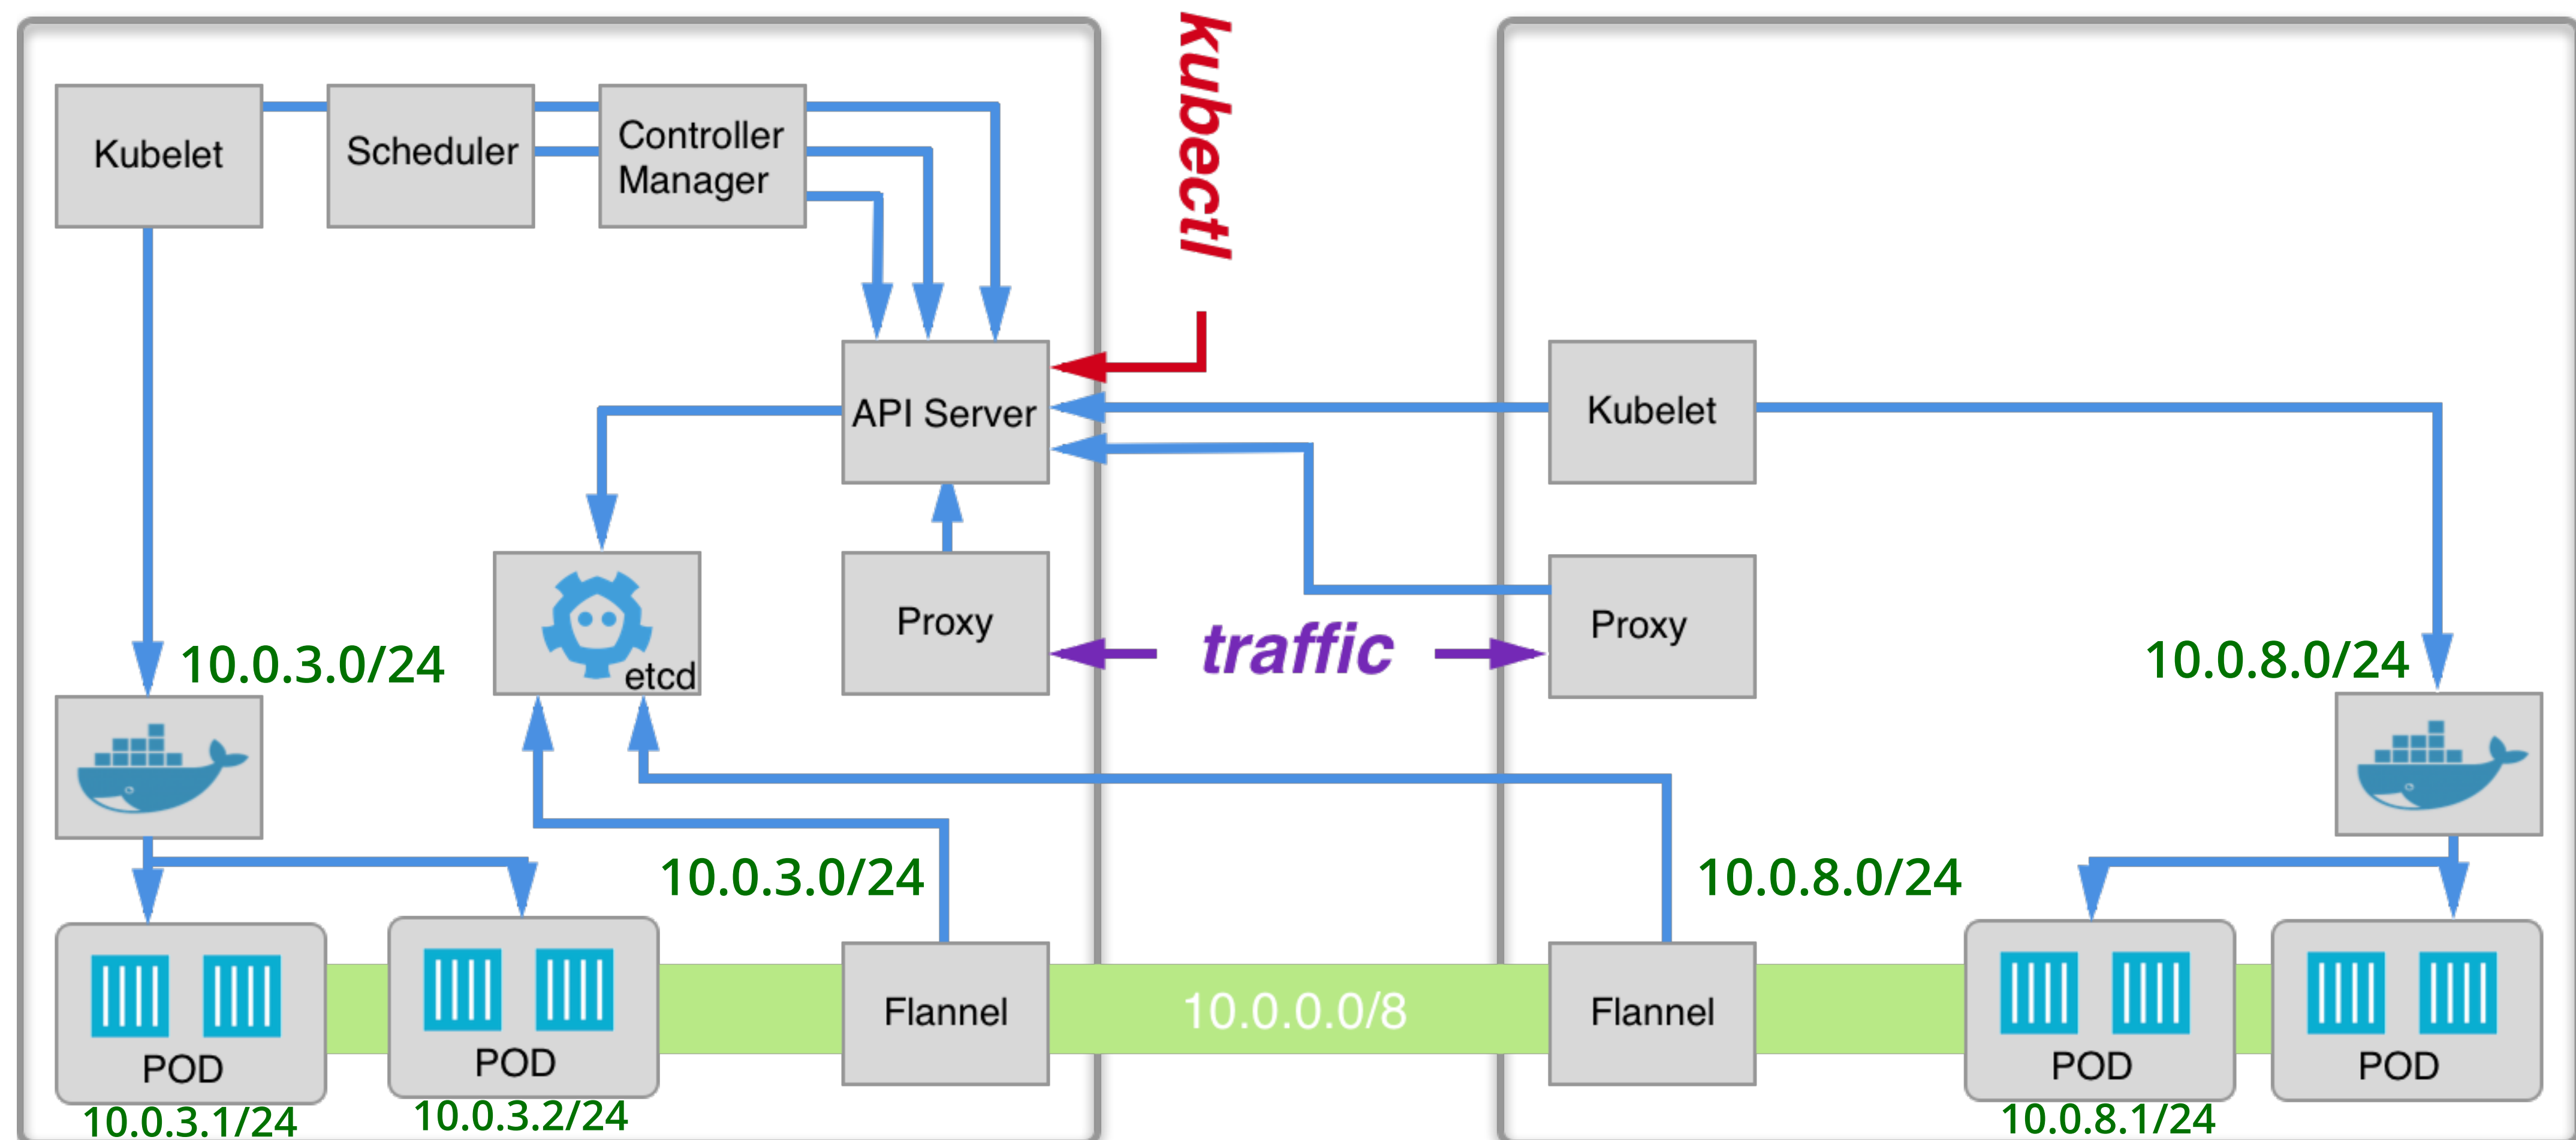 kubectl
Kubelet
Scheduler
Controller
Manager
API Server
Kubelet
etcd
Proxy
traffic
Proxy
10.0.3.0/24
10.0.8.0/24
10.0.3.0/24
10.0.8.0/24
POD
POD
Flannel
10.0.0.0/8
Flannel
POD
POD
10.0.3.1/24
10.0.3.2/24
10.0.8.1/24